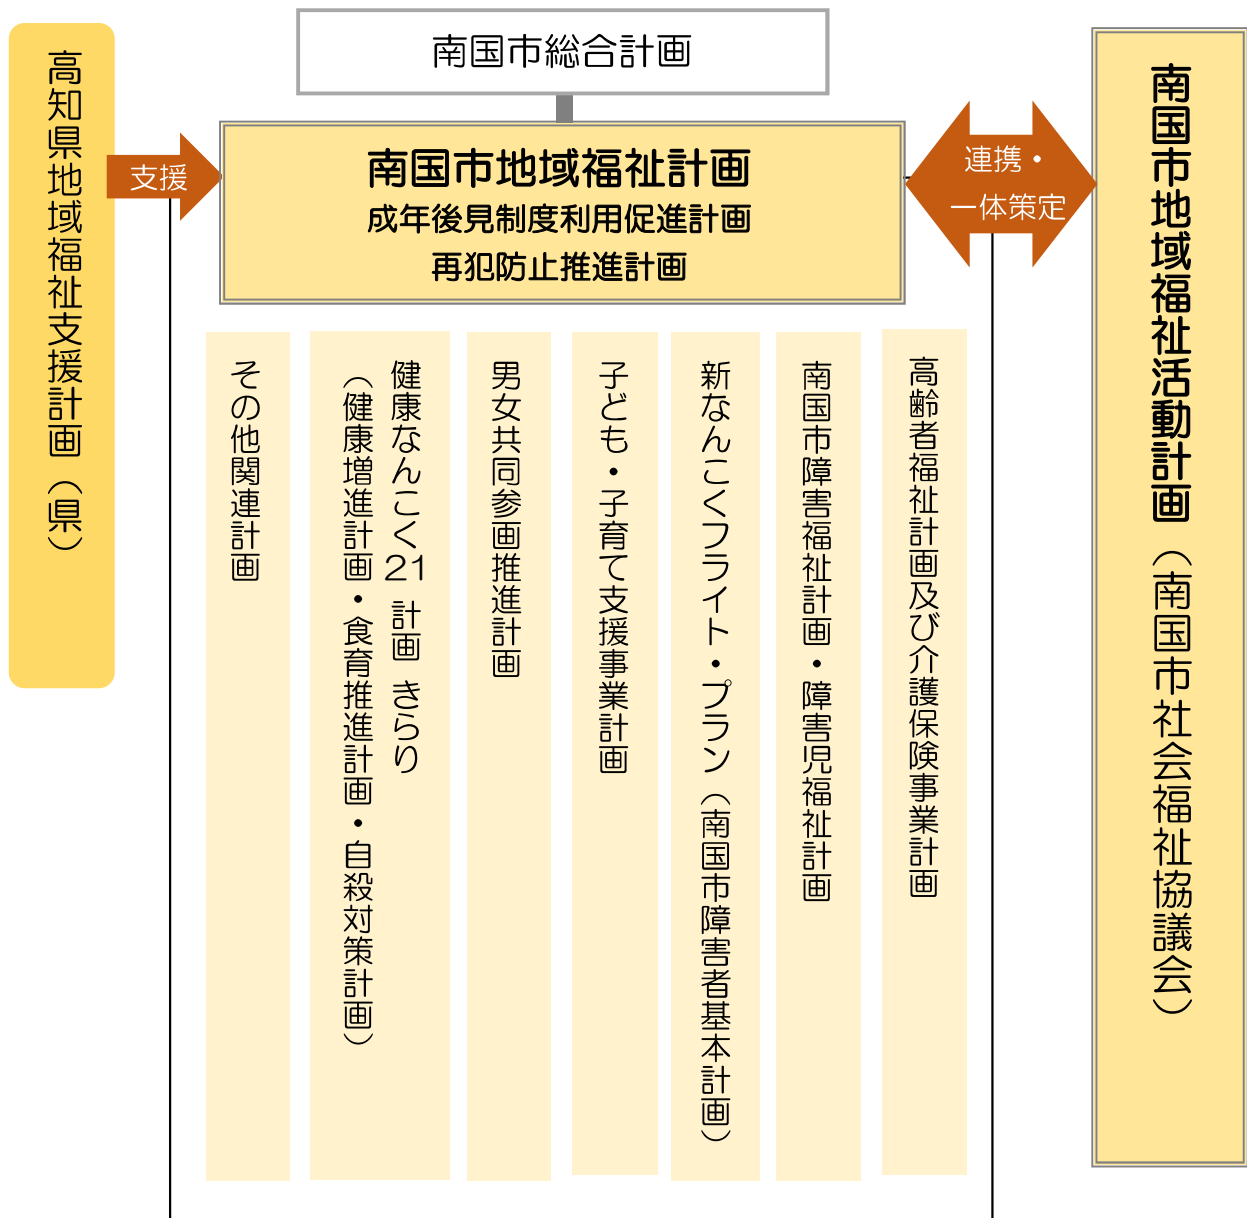 南国市総合計画
高知県地域福祉支援計画（県）
支援
南国市地域福祉計画
成年後見制度利用促進計画
再犯防止推進計画
連携・
一体策定
南国市地域福祉活動計画（南国市社会福祉協議会）
高齢者福祉計画及び介護保険事業計画
南国市障害福祉計画・障害児福祉計画
新なんこくフライト・プラン（南国市障害者基本計画）
子ども・子育て支援事業計画
男女共同参画推進計画
健康なんこく21 計画 きらり
（健康増進計画・食育推進計画・自殺対策計画）
その他関連計画